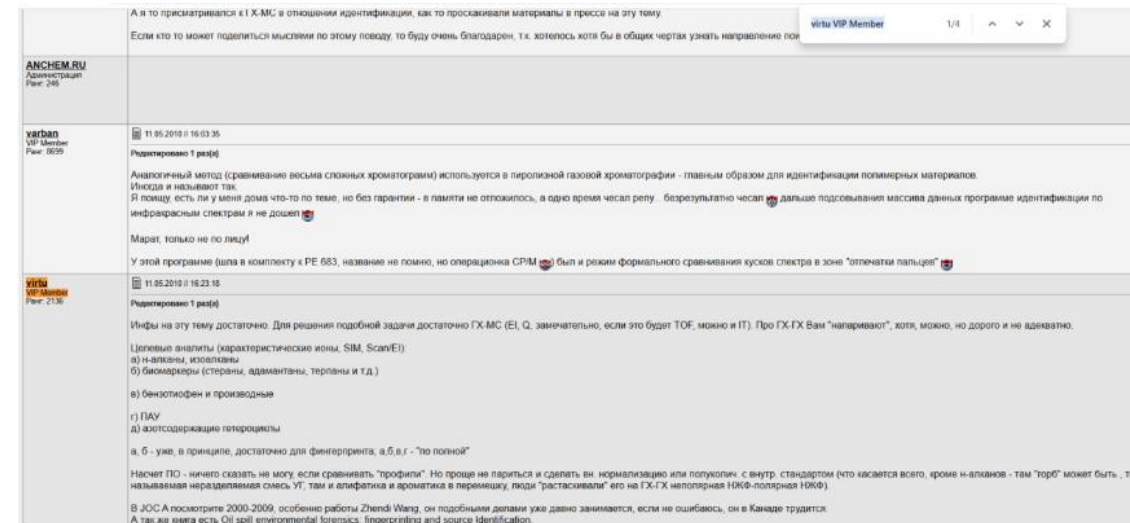 А я то присматривался к ГХ-МС в отношении идентификации, как то проскакивали материалы в прессе на эту тему.
virtu VIP Member 1/4
Если кто то может поделиться мыслями по этому поводу, то буду очень благодарен, т.к. хотелось хотя бы в общих чертах узнать направление
ANCHEM.RU
Администрация
Ранг: 246
varban
VIP Member
Ранг: 8699
11.05.2010 // 16:03:35
Редактировано 1 раз(а)
Аналогичный метод (сравнивание весьма сложных хроматограмм) используется в пиролизной газовой хроматографии - главным образом для идентификации полимерных материалов.
Иногда и называют так.
Я поищу, есть ли у меня дома что-то по теме, но без гарантии - в памяти не отложилось, а одно время чесал репу... безрезультатно чесал дальше подсовывания массива данных программе идентификации по
инфракрасным спектрам я не дошел
Марат, только не по лицу!
У этой программе (шла в комплекту к PE 683, название не помню, но операционка CP/M) был и режим формального сравнивания кусков спектра в зоне "отпечатки пальцев"
virtu
VIP Member
Ранг: 2136
11.05.2010 // 16:23:18
Редактировано 1 раз(а)
Инфы на эту тему достаточно. Для решения подобной задачи достаточно ГХ-МС (EI, Q, замечательно, если это будет TOF, можно и IT). Про ГХ-ГХ Вам "напаривают", хотя, можно, но дорого и не адекватно.
Целевые аналиты (характеристические ионы, SIM, Scan/EI):
а) н-алканы, изоалканы
б) биомаркеры (стераны, адамантаны, терпаны и т.д.)
в) бензотиофен и производные
г) ПАУ
д) азотсодержащие гетероциклы
а, б - уже, в принципе, достаточно для фингерпринта; а,б,в,г - "по полной"
Насчет ПО - ничего сказать не могу, если сравнивать "профили". Но проще не париться и сделать вн. нормализацию или полуколич. с внутр. стандартом (что касается всего, кроме н-алканов - там "горб" может быть , т
называемая неразделяемая смесь УГ, там и алифатика и ароматика в перемешку, люди "растаскивали" его на ГХ-ГХ неполярная НЖФ-полярная НЖФ)
В JOC A посмотрите 2000-2009, особенно работы Zhendi Wang, он подобными делами уже давно занимается, если не ошибаюсь, он в Канаде трудится.
А так же книга есть Oil spill environmental forensics: fingerprinting and source Identification.